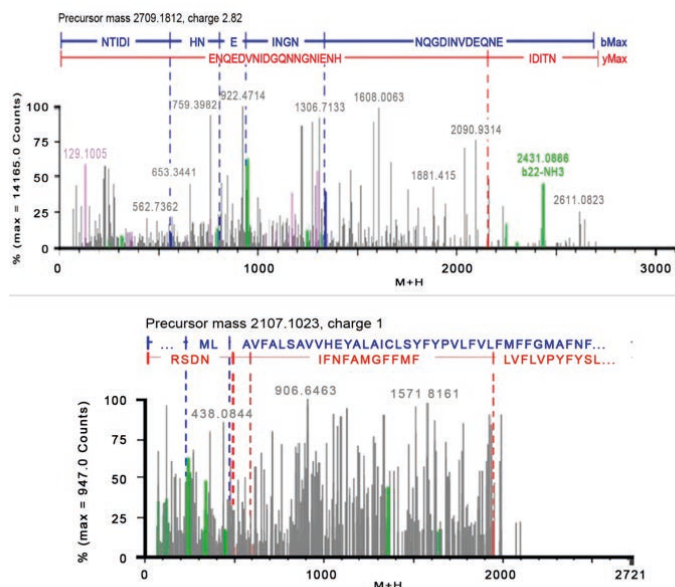 Precursor mass 2709.1812, charge 2.82
NTIDI HN E INGN NQGDINVDEQNE bMax
ENQEDVNIDGQNNGNIENH IDITN yMax
100
75
50
25
0
% (max = 14165.0 Counts)
129.1005
562.7362
653.3441
759.3982
922.4714
1306.7133
1608.0063
1881.415
2090.9314
2431.0866
b22-NH3
2611.0823
0 1000 2000 3000
M+H
Precursor mass 2107.1023, charge 1
... ML AVFALSAVVHEYALAICLSYFYPVLFVLFMFFGMAFNF...
RSDN IFNFAMGFFMF LVFLVPYFYSL...
100
75
50
25
0
% (max = 947.0 Counts)
438.0844
906.6463
1571 8161
0 1000 2000 2721
M+H